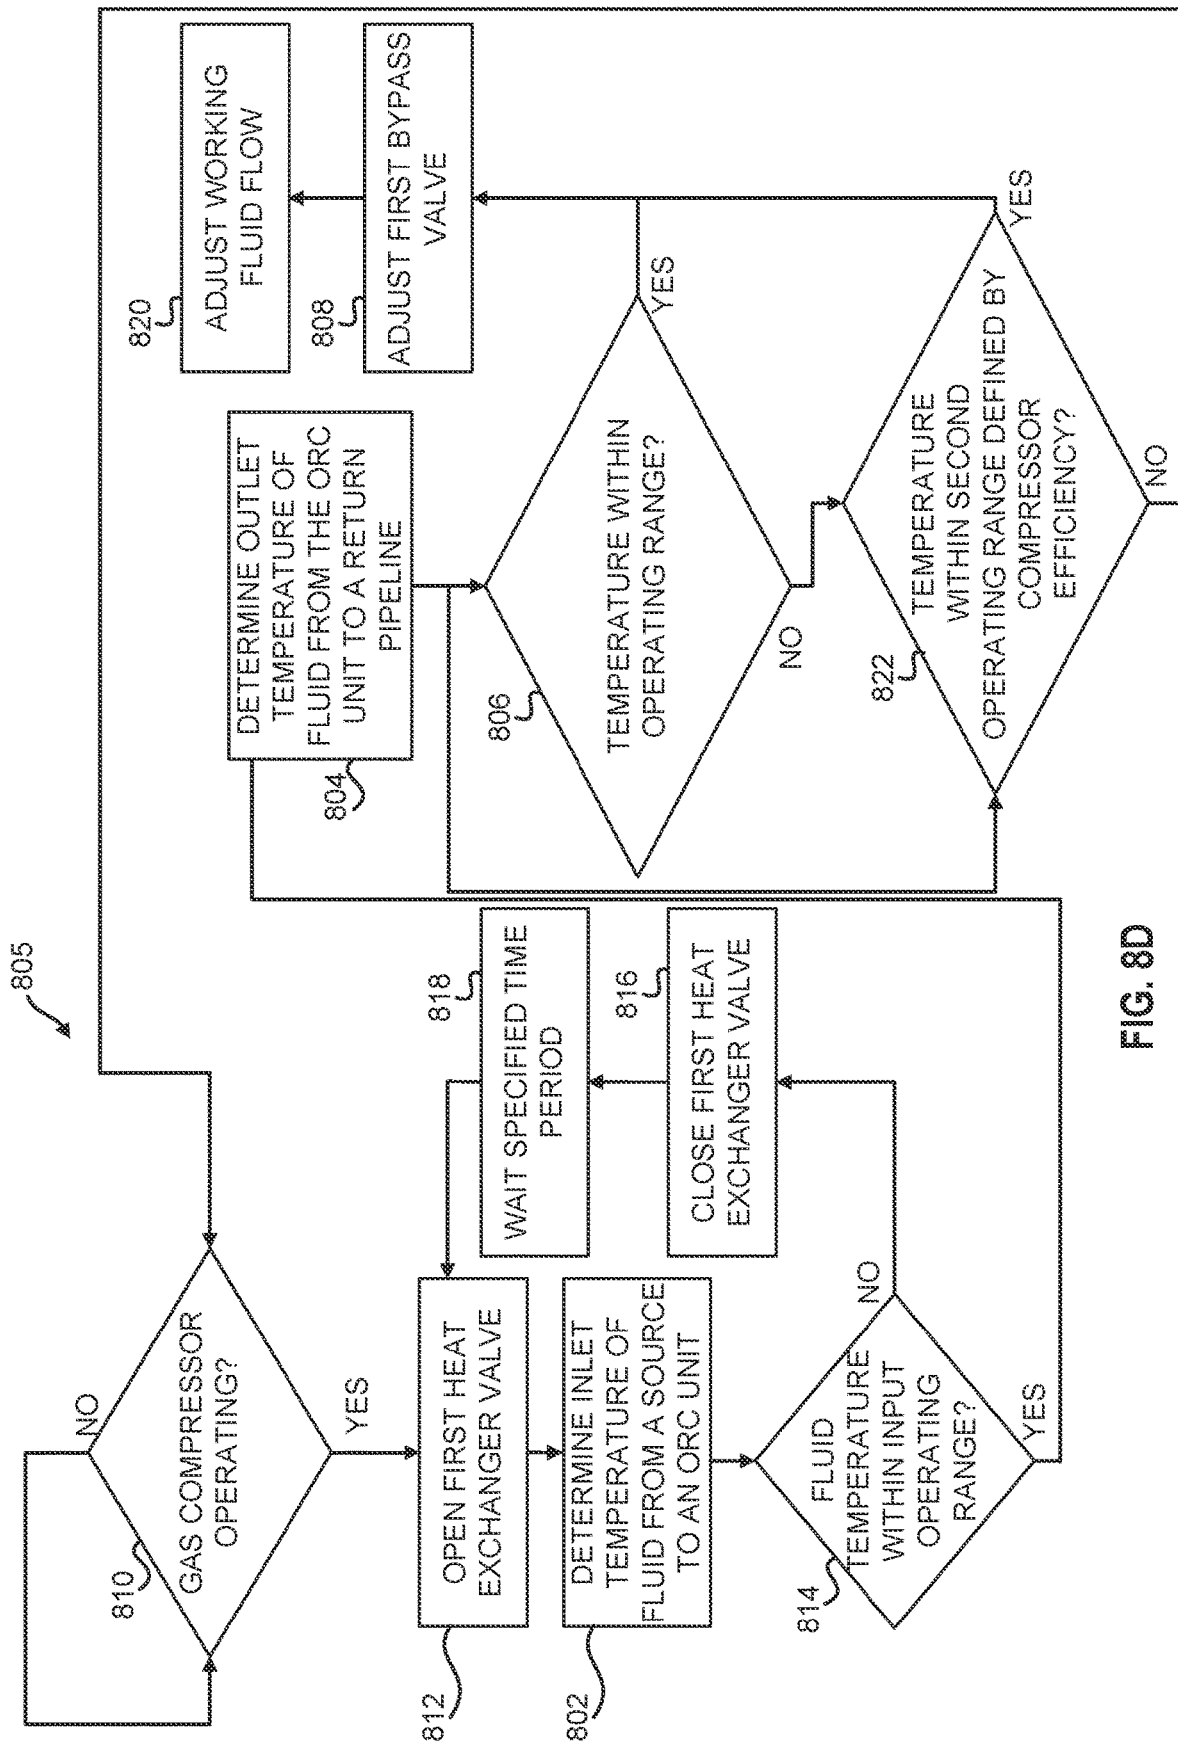 805
810
GAS COMPRESSOR
OPERATING?
NO
YES
812
OPEN FIRST HEAT
EXCHANGER VALVE
802
DETERMINE INLET
TEMPERATURE OF
FLUID FROM A SOURCE
TO AN ORC UNIT
814
FLUID
TEMPERATURE
WITHIN INPUT
OPERATING
RANGE?
NO
YES
818
WAIT SPECIFIED TIME
PERIOD
816
CLOSE FIRST HEAT
EXCHANGER VALVE
820
ADJUST WORKING
FLUID FLOW
808
ADJUST FIRST BYPASS
VALVE
804
DETERMINE OUTLET
TEMPERATURE OF
FLUID FROM THE ORC
UNIT TO A RETURN
PIPELINE
806
TEMPERATURE WITHIN
OPERATING RANGE?
YES
NO
822
TEMPERATURE
WITHIN SECOND
OPERATING RANGE DEFINED BY
COMPRESSOR
EFFICIENCY?
YES
NO
FIG. 8D